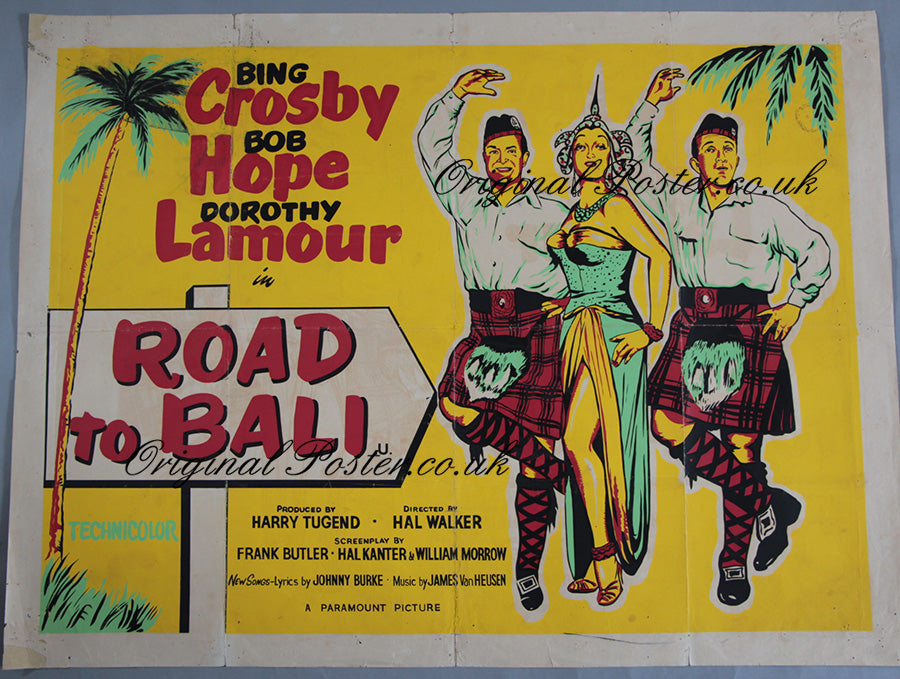 BING
Crosby
BOB
Hope
DOROTHY
Lamour
in
ROAD
TO BALI
U.
TECHNICOLOR
PRODUCED BY
HARRY TUGEND · DIRECTED BY HAL WALKER
SCREENPLAY BY
FRANK BUTLER · HAL KANTER & WILLIAM MORROW
New Songs-Lyrics by JOHNNY BURKE · Music by JAMES Van HEUSEN
A PARAMOUNT PICTURE
Original Poster.co.uk
Original Poster.co.uk